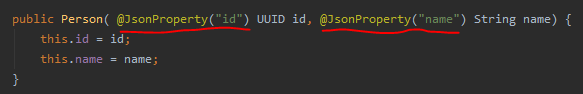 public Person( @JsonProperty("id") UUID id, @JsonProperty("name") String name) {
this.id = id;
this.name = name;
}